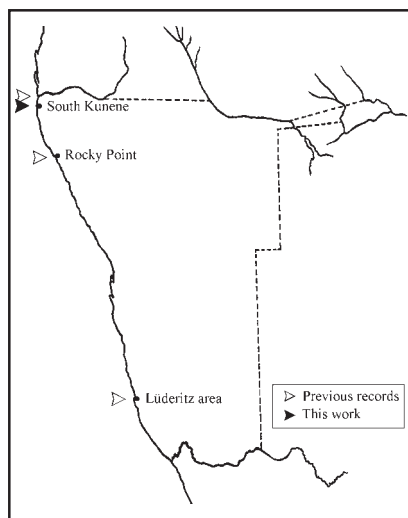 South Kunene
Rocky Point
Lüderitz area
Previous records
This work